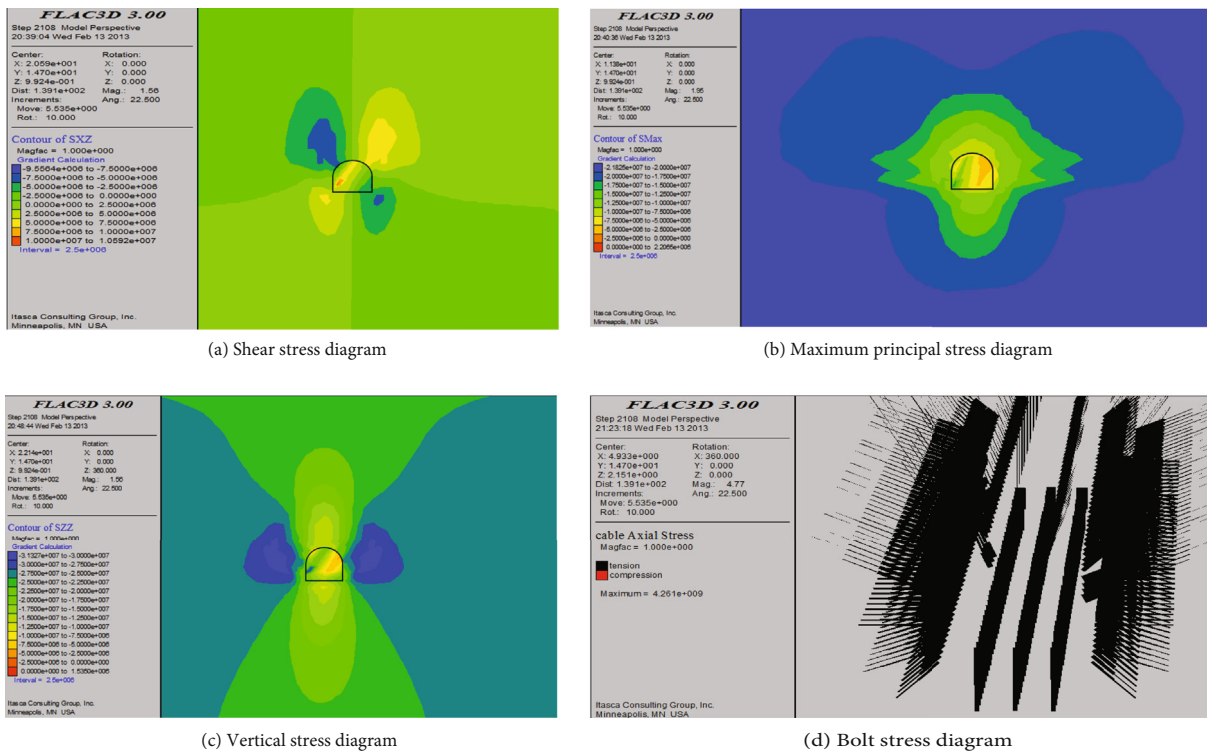 FLAC3D 3.00
Step 2108 Model Perspective
20:39:04 Wed Feb 13 2013
Center: Rotation:
X: 2.059e+001 X: 0.000
Y: 1.470e+001 Y: 0.000
Z: 9.924e-001 Z: 0.000
Dist: 1.391e+002 Mag.: 1.56
Increments: Ang.: 22.500
Move: 5.535e+000
Rot.: 10.000
Contour of SXZ
Magfac = 1.000e+000
Gradient Calculation
-9.5564e+006 to -7.5000e+006
-7.5000e+006 to -5.0000e+006
-5.0000e+006 to -2.5000e+006
-2.5000e+006 to 0.0000e+000
0.0000e+000 to 2.5000e+006
2.5000e+006 to 5.0000e+006
5.0000e+006 to 7.5000e+006
7.5000e+006 to 1.0000e+007
1.0000e+007 to 1.0592e+007
Interval = 2.5e+006
Itasca Consulting Group, Inc.
Minneapolis, MN USA
(a) Shear stress diagram
FLAC3D 3.00
Step 2108 Model Perspective
20:40:36 Wed Feb 13 2013
Center: Rotation:
X: 1.138e+001 X: 0.000
Y: 1.470e+001 Y: 0.000
Z: 9.924e-001 Z: 0.000
Dist: 1.391e+002 Mag.: 1.95
Increments: Ang.: 22.500
Move: 5.535e+000
Rot.: 10.000
Contour of SMax
Magfac = 1.000e+000
Gradient Calculation
-2.0000e+007 to -1.7500e+007
-1.7500e+007 to -1.5000e+007
-1.5000e+007 to -1.2500e+007
-1.2500e+007 to -1.0000e+007
-1.0000e+007 to -7.5000e+006
-7.5000e+006 to -5.0000e+006
-5.0000e+006 to -2.5000e+006
-2.5000e+006 to 0.0000e+000
Interval = 2.5e+006
Itasca Consulting Group, Inc.
Minneapolis, MN USA
(b) Maximum principal stress diagram
FLAC3D 3.00
Step 2108 Model Perspective
20:48:44 Wed Feb 13 2013
Center: Rotation:
X: 2.214e+001 X: 0.000
Y: 1.470e+001 Y: 0.000
Z: 9.924e-001 Z: 360.000
Dist: 1.391e+002 Mag.: 1.56
Increments: Ang.: 22.500
Move: 5.535e+000
Rot.: 10.000
Contour of SZZ
Magfac = 1.000e+000
Gradient Calculation
-3.1327e+007 to -3.0000e+007
-3.0000e+007 to -2.7500e+007
-2.7500e+007 to -2.5000e+007
-2.5000e+007 to -2.2500e+007
-2.2500e+007 to -2.0000e+007
-2.0000e+007 to -1.7500e+007
-1.7500e+007 to -1.5000e+007
-1.5000e+007 to -1.2500e+007
-1.2500e+007 to -1.0000e+007
-1.0000e+007 to -7.5000e+006
-7.5000e+006 to -5.0000e+006
-5.0000e+006 to -2.5000e+006
-2.5000e+006 to 0.0000e+000
Interval = 2.5e+006
Itasca Consulting Group, Inc.
Minneapolis, MN USA
(c) Vertical stress diagram
FLAC3D 3.00
Step 2108 Model Perspective
21:23:18 Wed Feb 13 2013
Center: Rotation:
X: 4.933e+000 X: 360.000
Y: 1.470e+001 Y: 0.000
Z: 2.151e+000 Z: 0.000
Dist: 1.391e+002 Mag.: 4.77
Increments: Ang.: 22.500
Move: 5.535e+000
Rot.: 10.000
cable Axial Stress
Magfac = 1.000e+000
tension
compression
Maximum = 4.261e+009
Itasca Consulting Group, Inc.
Minneapolis, MN USA
(d) Bolt stress diagram